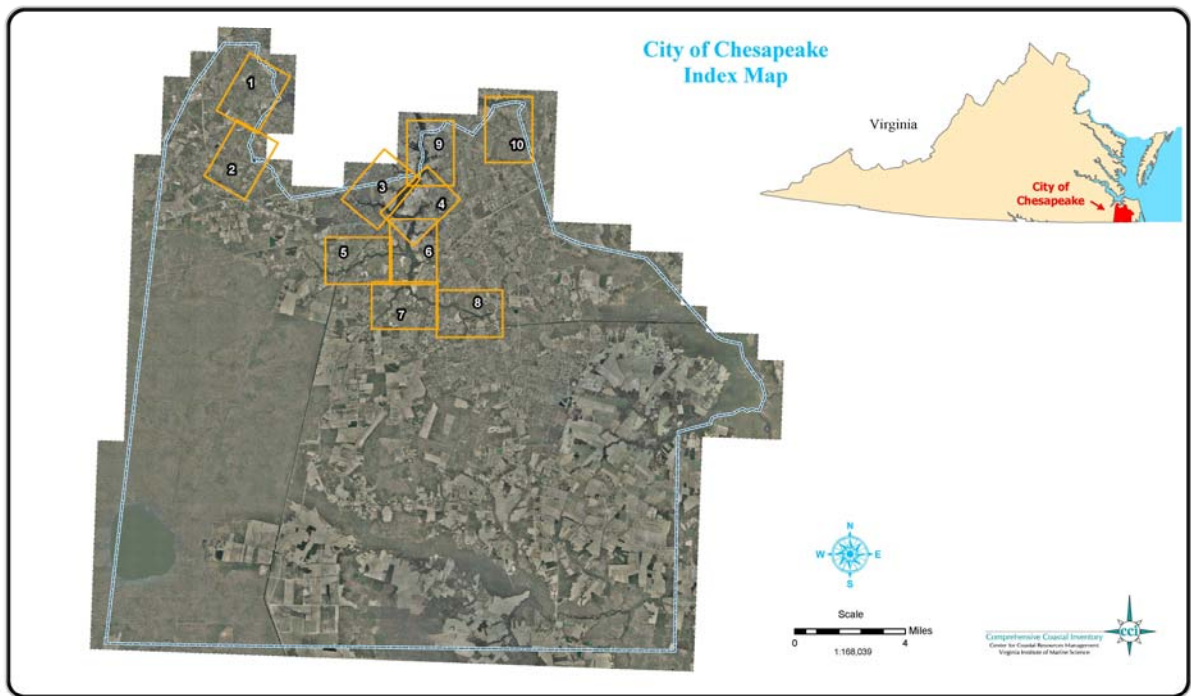 City of Chesapeake
Index Map
Virginia
City of
Chesapeake
1
2
3
4
5
6
7
8
9
10
N
W
E
S
Scale
0
4
Miles
1:168,039
cci
Comprehensive Coastal Inventory
Center for Coastal Resources Management
Virginia Institute of Marine Science